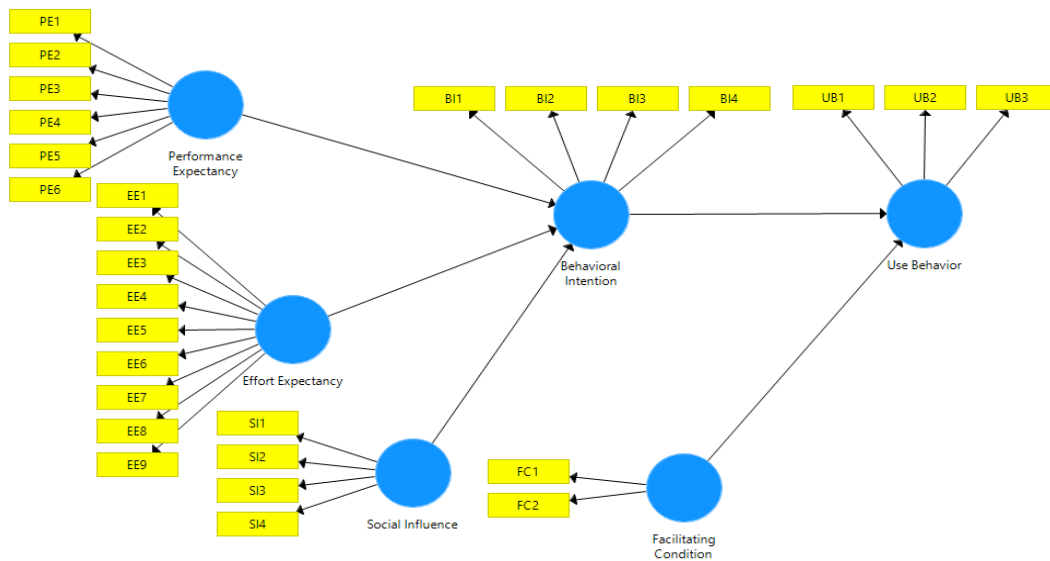 PE1
PE2
PE3
PE4
PE5
PE6
Performance
Expectancy
BI1
BI2
BI3
BI4
UB1
UB2
UB3
Behavioral
Intention
Use Behavior
EE1
EE2
EE3
EE4
EE5
EE6
EE7
EE8
EE9
Effort Expectancy
SI1
SI2
SI3
SI4
Social Influence
FC1
FC2
Facilitating
Condition